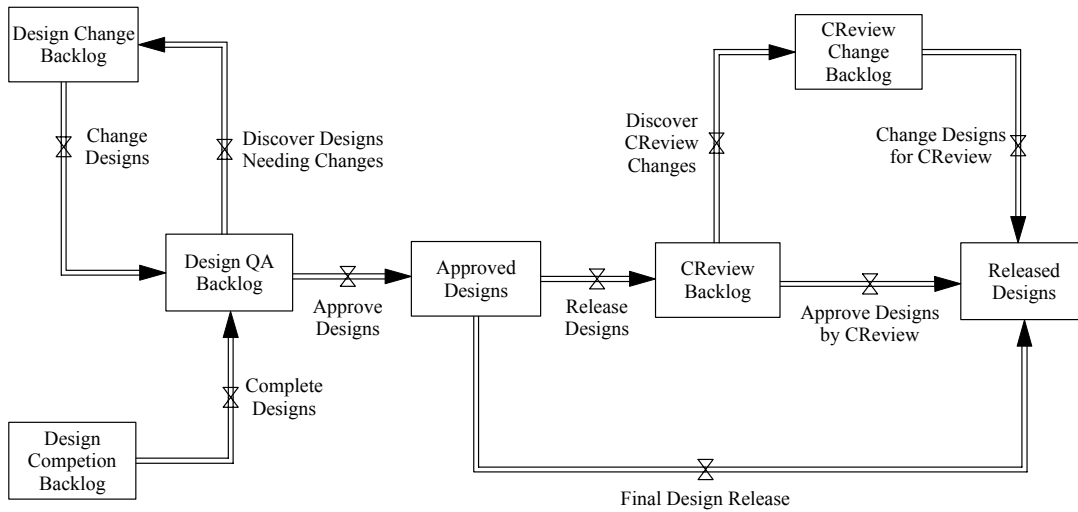 Design Change
Backlog
CReview
Change
Backlog
Change
Designs
Discover Designs
Needing Changes
Discover
CReview
Changes
Change Designs
for CReview
Design QA
Backlog
Approved
Designs
CReview
Backlog
Released
Designs
Approve
Designs
Release
Designs
Approve Designs
by CReview
Complete
Designs
Design
Competion
Backlog
Final Design Release